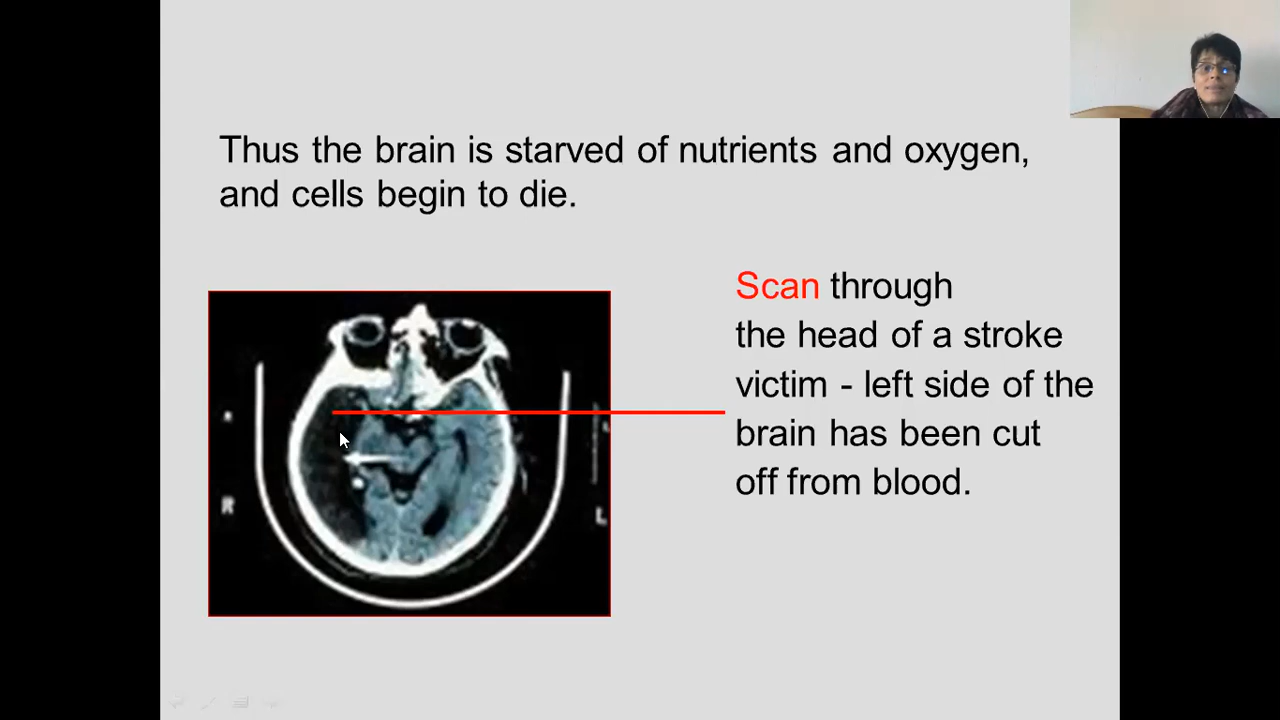 Thus the brain is starved of nutrients and oxygen,
and cells begin to die.
Scan through
the head of a stroke
victim - left side of the
brain has been cut
off from blood.
R
L